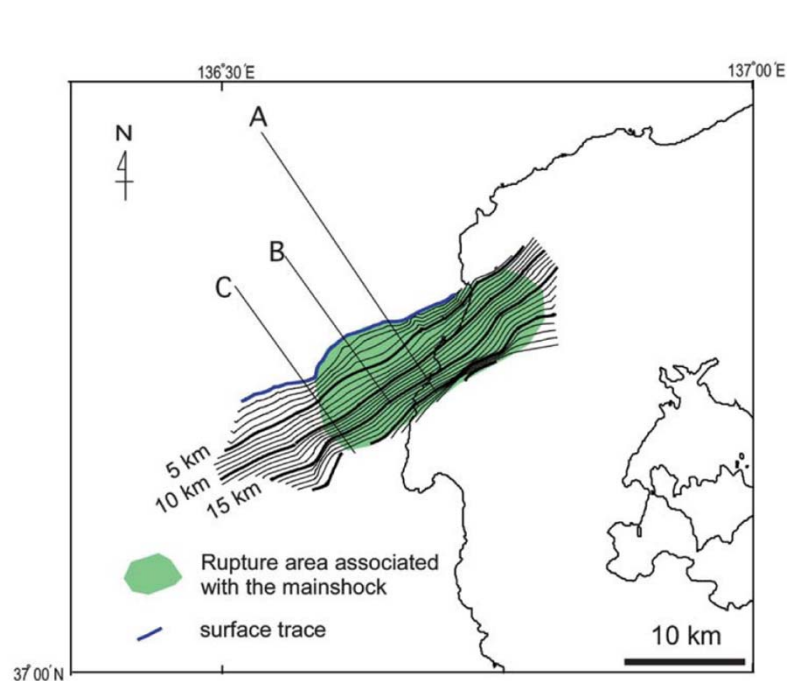 136°30'E
137°00'E
N
A
B
C
5 km
10 km
15 km
Rupture area associated
with the mainshock
surface trace
10 km
37°00'N